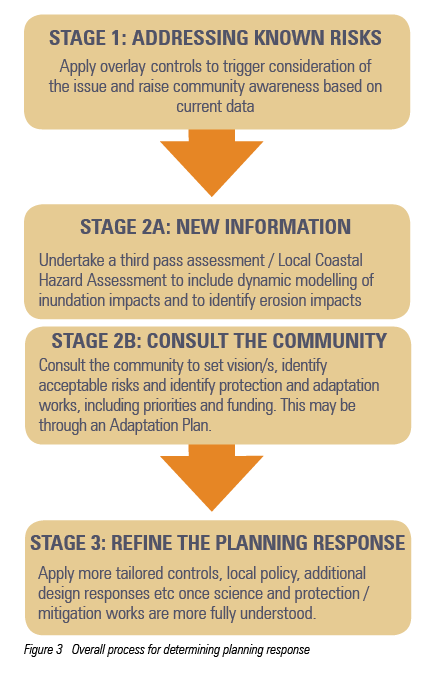 STAGE 1: ADDRESSING KNOWN RISKS
Apply overlay controls to trigger consideration of
the issue and raise community awareness based on
current data
STAGE 2A: NEW INFORMATION
Undertake a third pass assessment / Local Coastal
Hazard Assessment to include dynamic modelling of
inundation impacts and to identify erosion impacts
STAGE 2B: CONSULT THE COMMUNITY
Consult the community to set vision/s, identify
acceptable risks and identify protection and adaptation
works, including priorities and funding. This may be
through an Adaptation Plan.
STAGE 3: REFINE THE PLANNING RESPONSE
Apply more tailored controls, local policy, additional
design responses etc once science and protection /
mitigation works are more fully understood.
Figure 3 Overall process for determining planning response